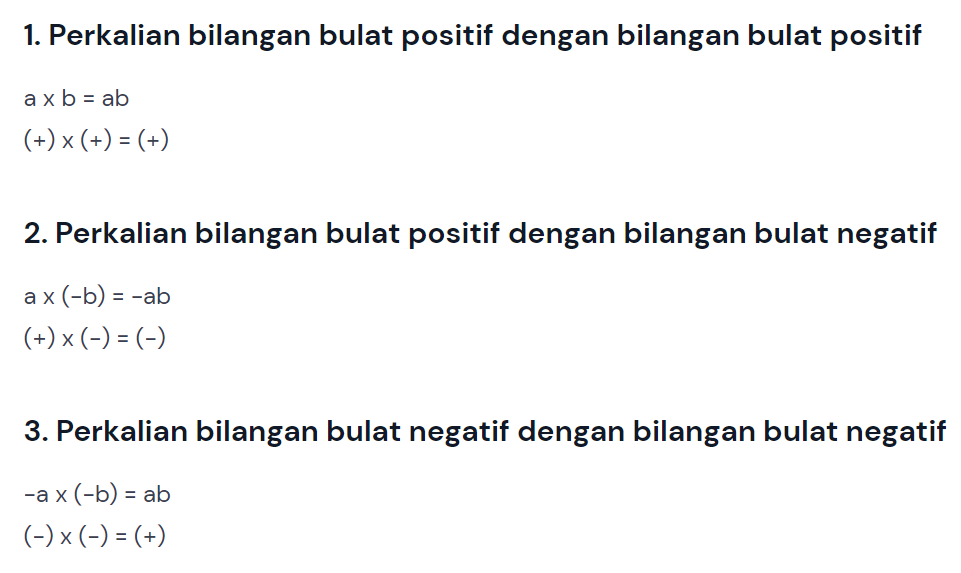 1. Perkalian bilangan bulat positif dengan bilangan bulat positif
a x b = ab
(+) x (+) = (+)
2. Perkalian bilangan bulat positif dengan bilangan bulat negatif
a x (-b) = -ab
(+) x (-) = (-)
3. Perkalian bilangan bulat negatif dengan bilangan bulat negatif
-a x (-b) = ab
(-) x (-) = (+)